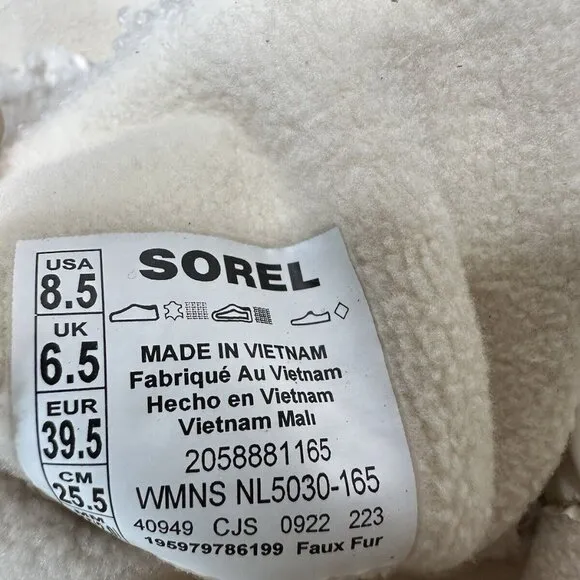 SOREL
USA
8.5
UK
6.5
EUR
39.5
CM
25.5
MADE IN VIETNAM
Fabriqué Au Vietnam
Hecho en Vietnam
Vietnam Malı
2058881165
WMNS NL5030-165
40949 CJS 0922 223
195979786199 Faux Fur